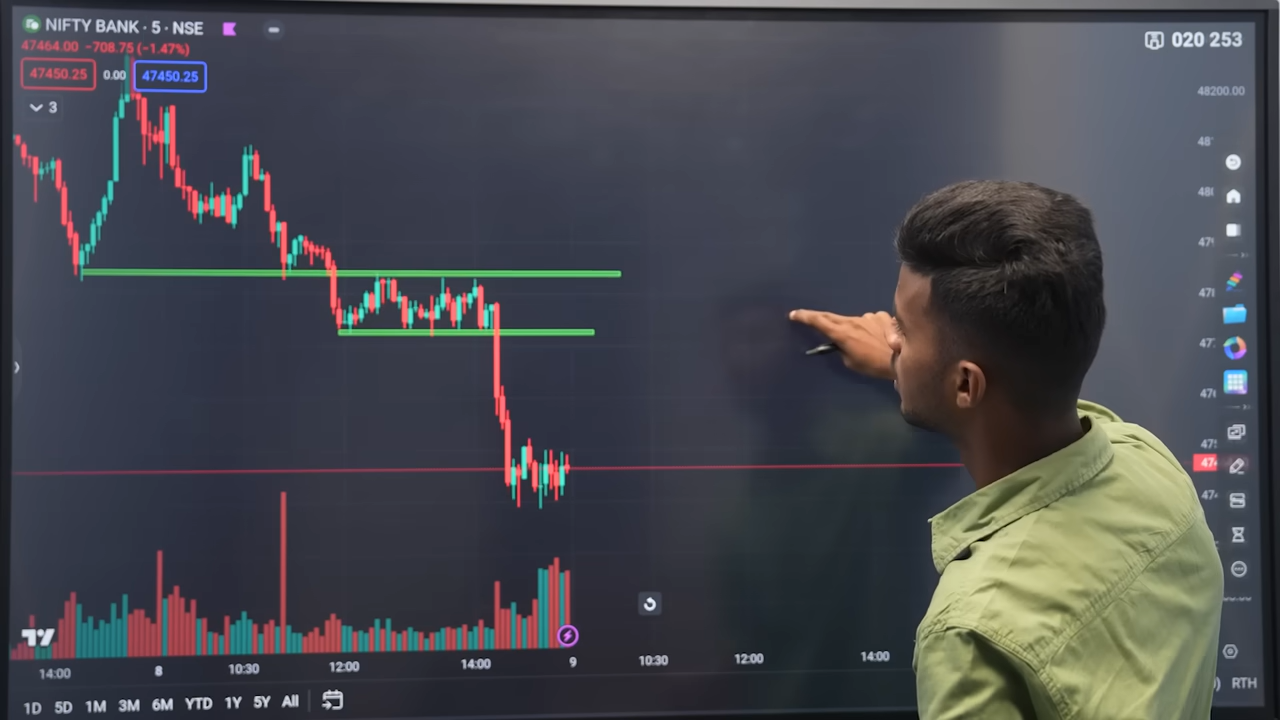 NIFTY BANK · 5 · NSE
020 253
47464.00 −708.75 (−1.47%)
47450.25 0.00 47450.25
3
48200.00
14:00 8 10:30 12:00 14:00 9 10:30 12:00 14:00
1D 5D 1M 3M 6M YTD 1Y 5Y All
RTH